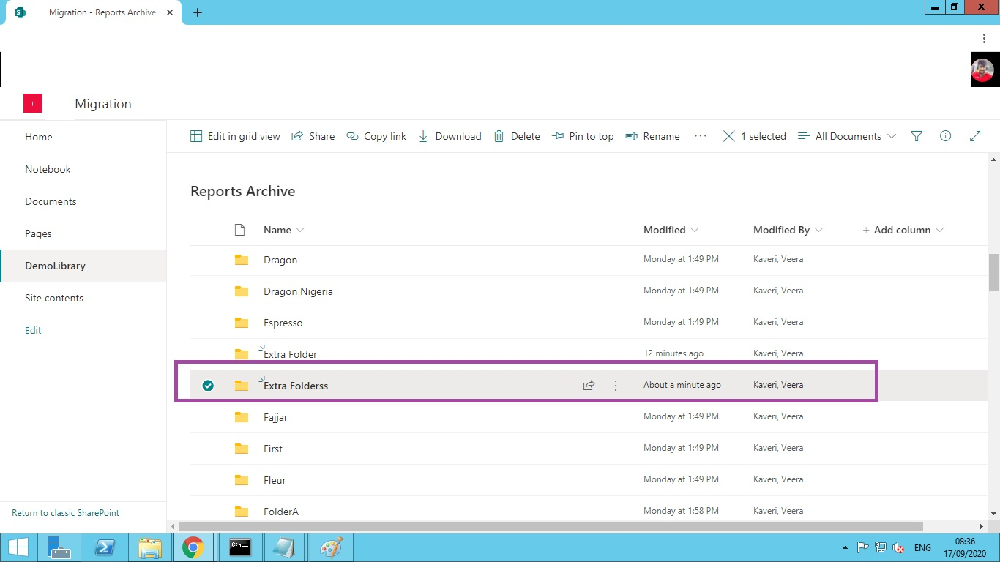 Migration - Reports Archive
Migration
Home
Notebook
Documents
Pages
DemoLibrary
Site contents
Edit
Return to classic SharePoint
Edit in grid view Share Copy link Download Delete Pin to top Rename ... 1 selected All Documents
Reports Archive
Name Modified Modified By + Add column
Dragon Monday at 1:49 PM Kaveri, Veera
Dragon Nigeria Monday at 1:49 PM Kaveri, Veera
Espresso Monday at 1:49 PM Kaveri, Veera
Extra Folder 12 minutes ago Kaveri, Veera
Extra Folderss About a minute ago Kaveri, Veera
Fajjar Monday at 1:49 PM Kaveri, Veera
First Monday at 1:49 PM Kaveri, Veera
Fleur Monday at 1:49 PM Kaveri, Veera
FolderA Monday at 1:58 PM Kaveri, Veera
C:\
ENG
08:36
17/09/2020